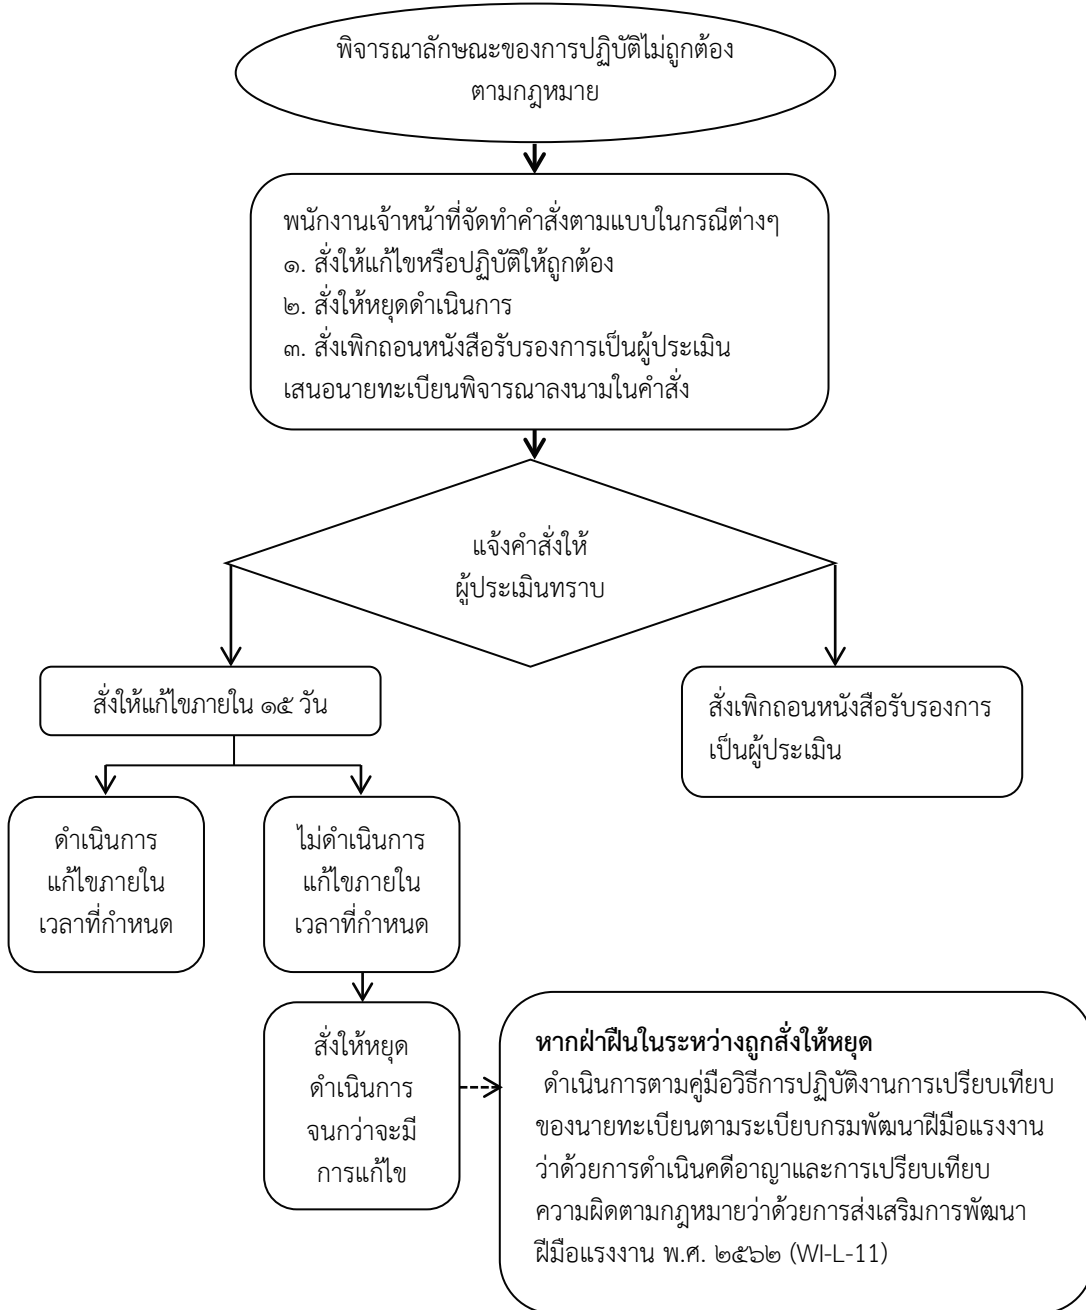 พิจารณาลักษณะของการปฏิบัติไม่ถูกต้อง
ตามกฎหมาย
พนักงานเจ้าหน้าที่จัดทำคำสั่งตามแบบในกรณีต่างๆ
๑. สั่งให้แก้ไขหรือปฏิบัติให้ถูกต้อง
๒. สั่งให้หยุดดำเนินการ
๓. สั่งเพิกถอนหนังสือรับรองการเป็นผู้ประเมิน
เสนอนายทะเบียนพิจารณาลงนามในคำสั่ง
แจ้งคำสั่งให้
ผู้ประเมินทราบ
สั่งให้แก้ไขภายใน ๑๕ วัน
สั่งเพิกถอนหนังสือรับรองการ
เป็นผู้ประเมิน
ดำเนินการ
แก้ไขภายใน
เวลาที่กำหนด
ไม่ดำเนินการ
แก้ไขภายใน
เวลาที่กำหนด
สั่งให้หยุด
ดำเนินการ
จนกว่าจะมี
การแก้ไข
หากฝ่าฝืนในระหว่างถูกสั่งให้หยุด
ดำเนินการตามคู่มือวิธีการปฏิบัติงานการเปรียบเทียบ
ของนายทะเบียนตามระเบียบกรมพัฒนาฝีมือแรงงาน
ว่าด้วยการดำเนินคดีอาญาและการเปรียบเทียบ
ความผิดตามกฎหมายว่าด้วยการส่งเสริมการพัฒนา
ฝีมือแรงงาน พ.ศ. ๒๕๖๒ (WI-L-11)